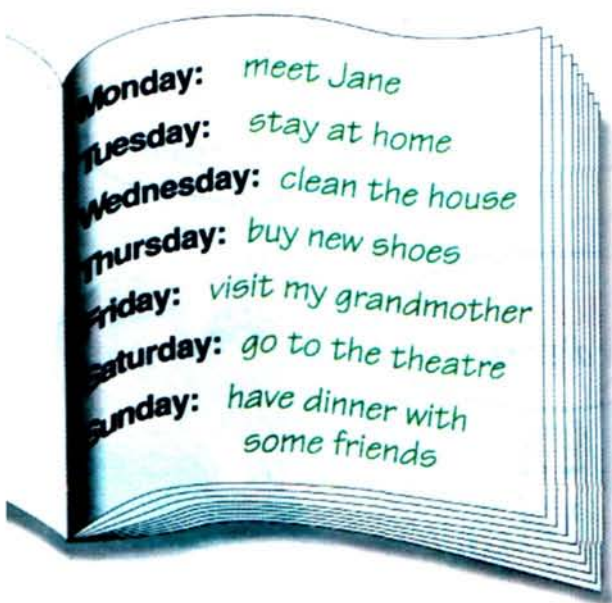 Monday: meet Jane
Tuesday: stay at home
Wednesday: clean the house
Thursday: buy new shoes
Friday: visit my grandmother
Saturday: go to the theatre
Sunday: have dinner with
some friends